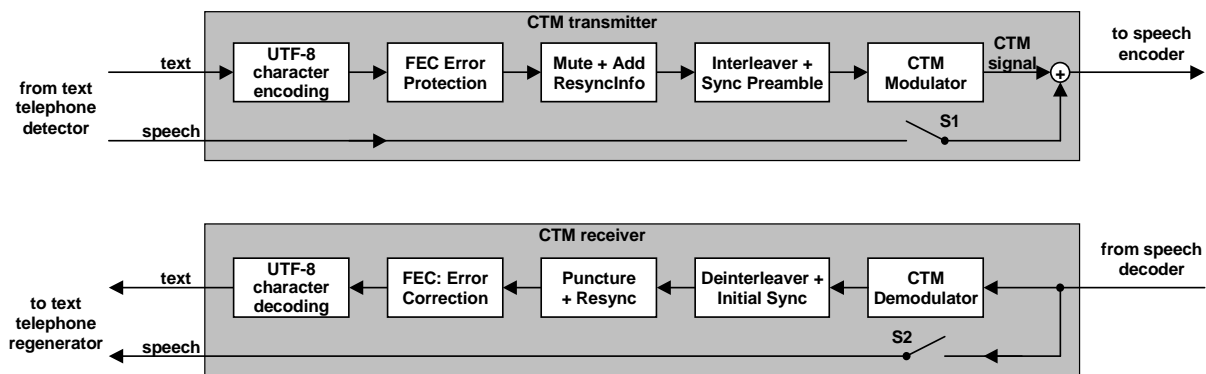 CTM transmitter
text
from text
telephone
detector
speech
UTF-8
character
encoding
FEC Error
Protection
Mute + Add
ResyncInfo
Interleaver +
Sync Preamble
CTM
Modulator
CTM
signal
+
S1
to speech
encoder
CTM receiver
text
to text
telephone
regenerator
speech
UTF-8
character
decoding
FEC: Error
Correction
Puncture
+ Resync
Deinterleaver +
Initial Sync
CTM
Demodulator
S2
from speech
decoder